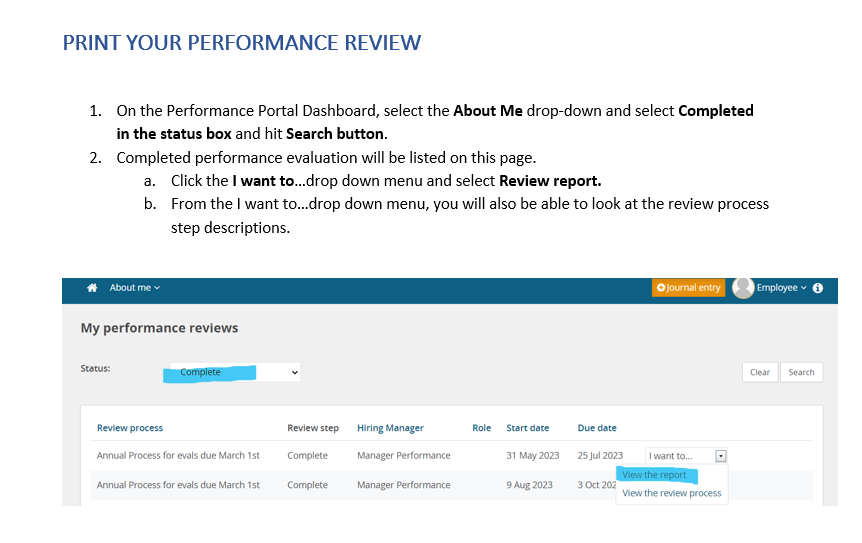 PRINT YOUR PERFORMANCE REVIEW
1. On the Performance Portal Dashboard, select the About Me drop-down and select Completed
in the status box and hit Search button.
2. Completed performance evaluation will be listed on this page.
a. Click the I want to...drop down menu and select Review report.
b. From the I want to...drop down menu, you will also be able to look at the review process
step descriptions.
About me Journal entry Employee
My performance reviews
Status: Complete Clear Search
Review process Review step Hiring Manager Role Start date Due date
Annual Process for evals due March 1st Complete Manager Performance 31 May 2023 25 Jul 2023 I want to...
View the report
Annual Process for evals due March 1st Complete Manager Performance 9 Aug 2023 3 Oct 202
View the review process